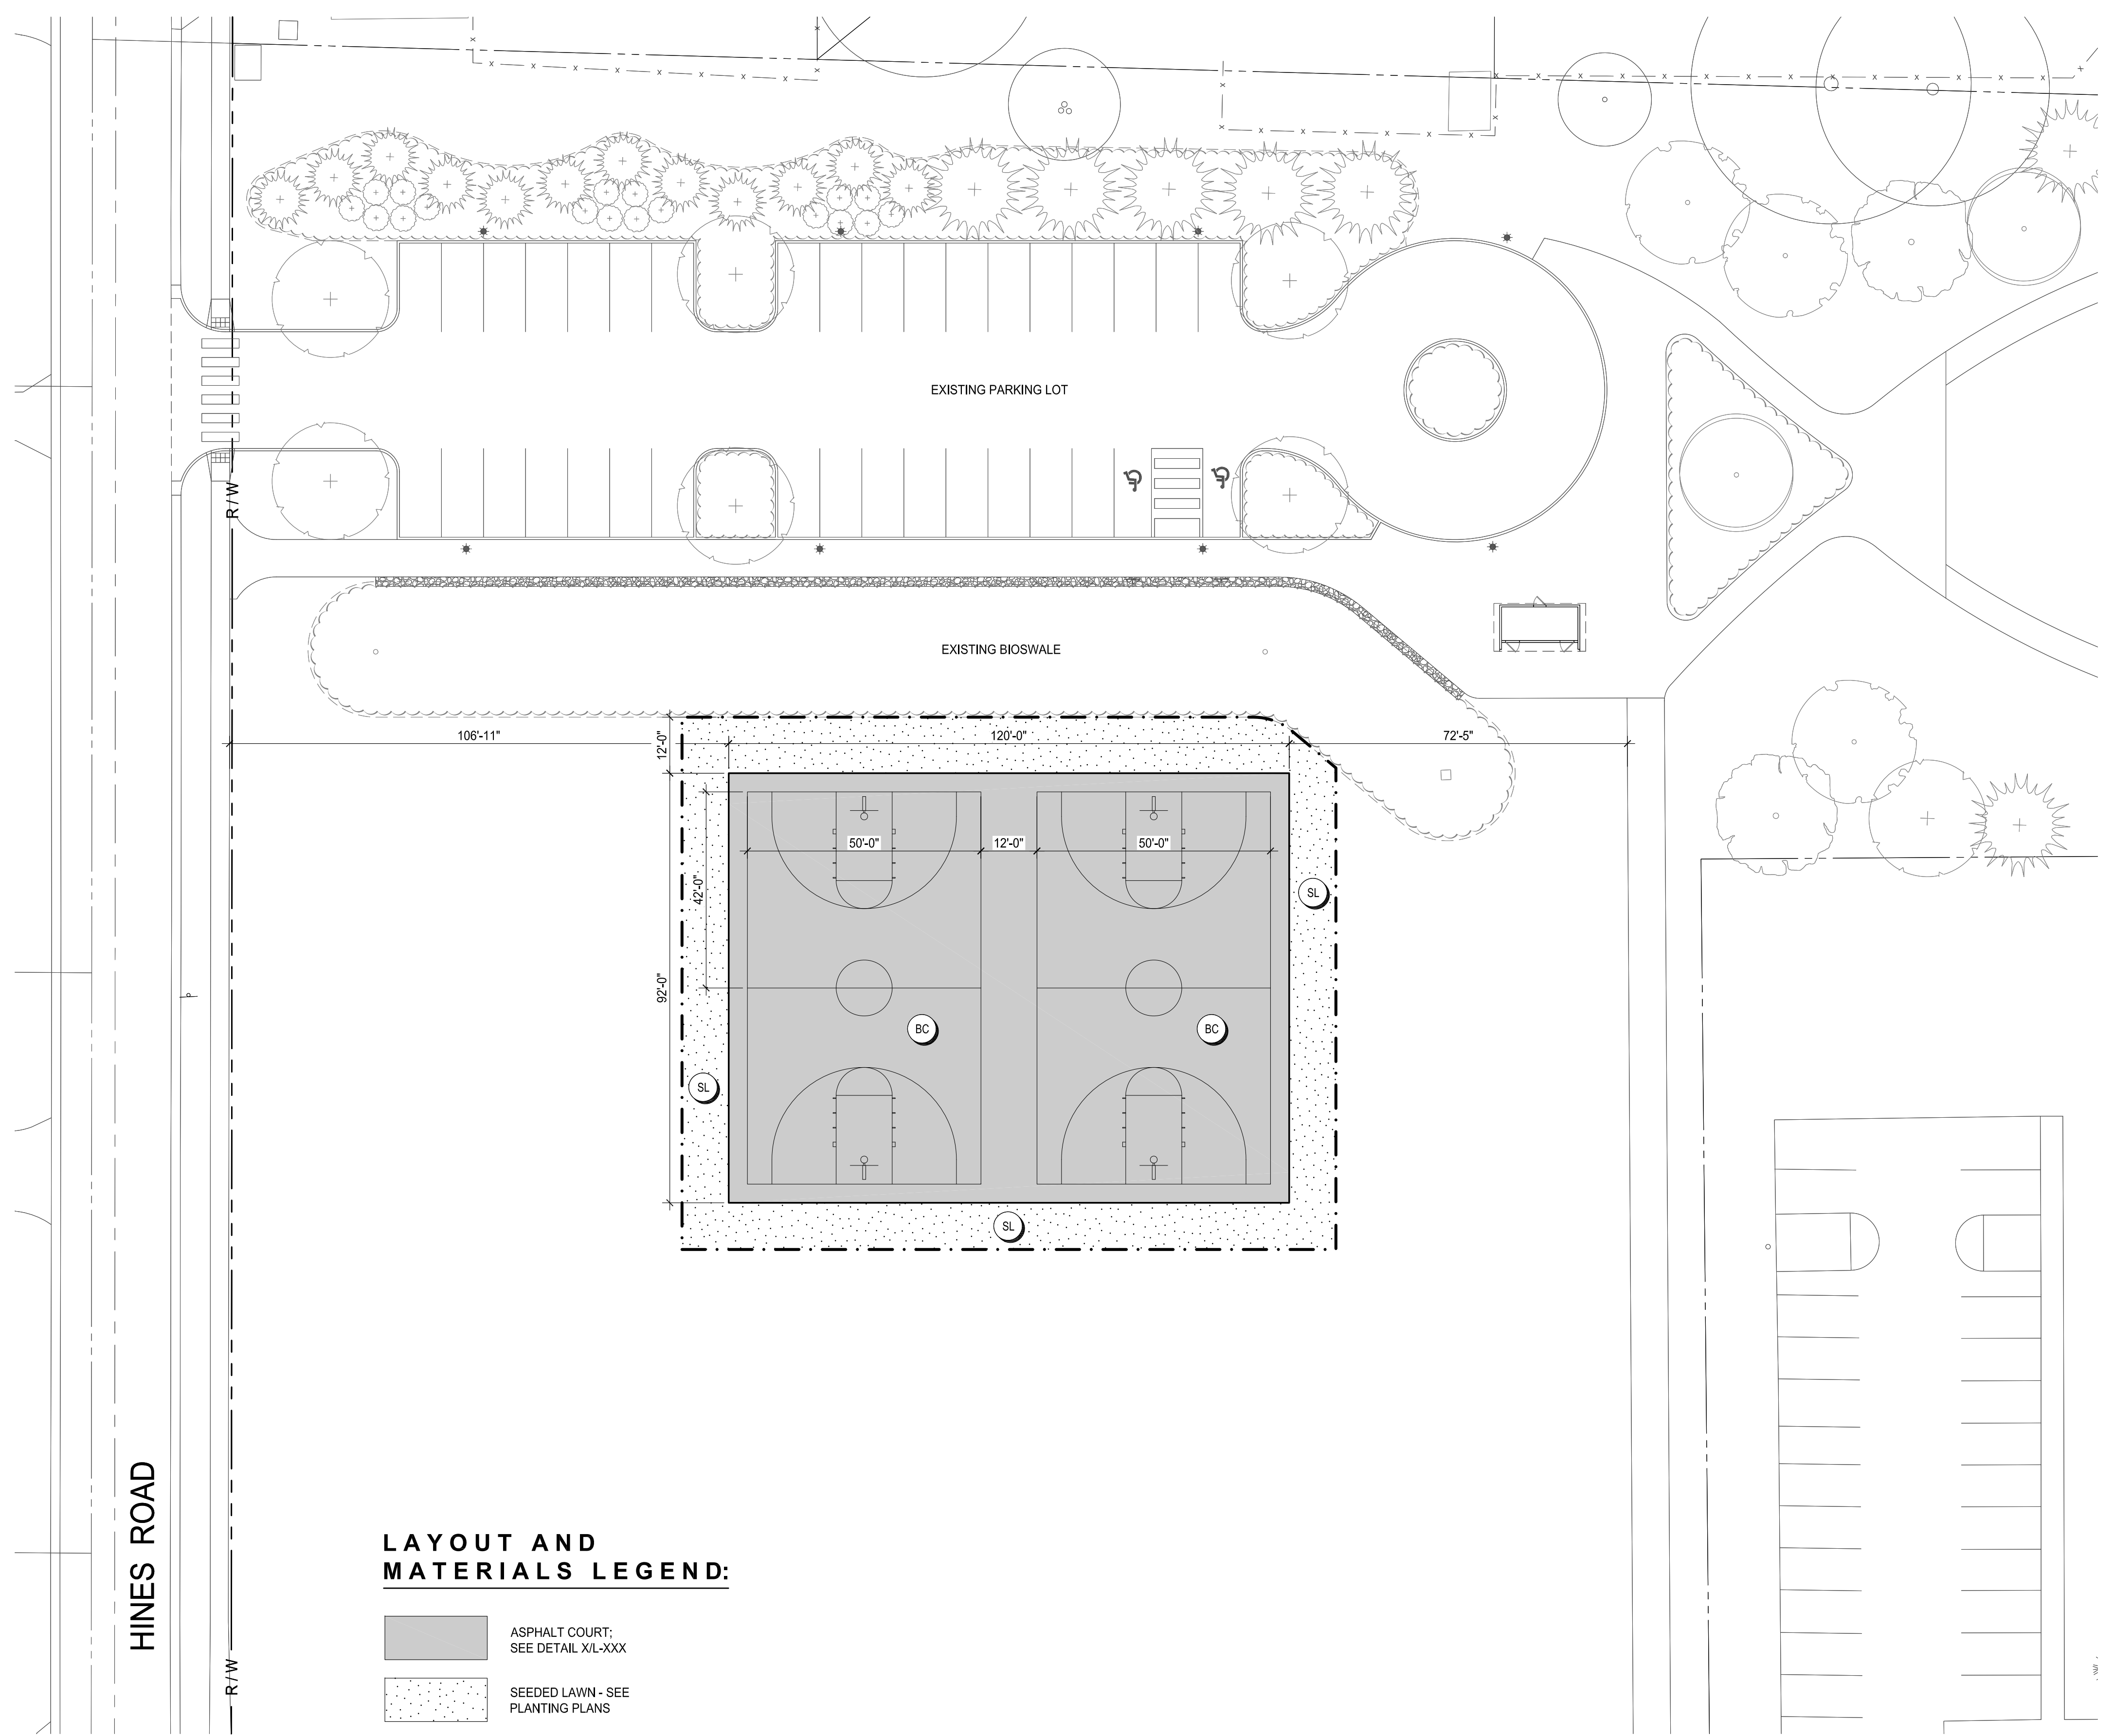 EXISTING PARKING LOT
R/W
EXISTING BIOSWALE
106'-11"
12'-0"
120'-0"
72'-5"
50'-0"
12'-0"
50'-0"
42'-0"
SL
92'-0"
BC
BC
SL
SL
HINES ROAD
R/W
LAYOUT AND
MATERIALS LEGEND:
ASPHALT COURT;
SEE DETAIL X/L-XXX
SEEDED LAWN - SEE
PLANTING PLANS